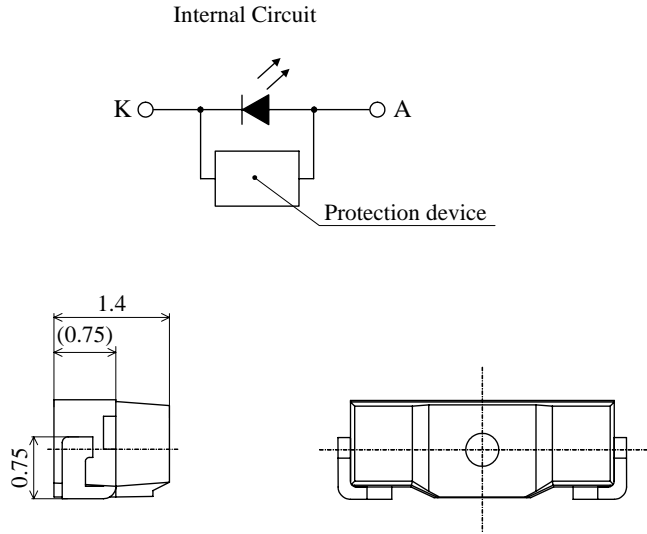 Internal Circuit
K
A
Protection device
1.4
(0.75)
0.75